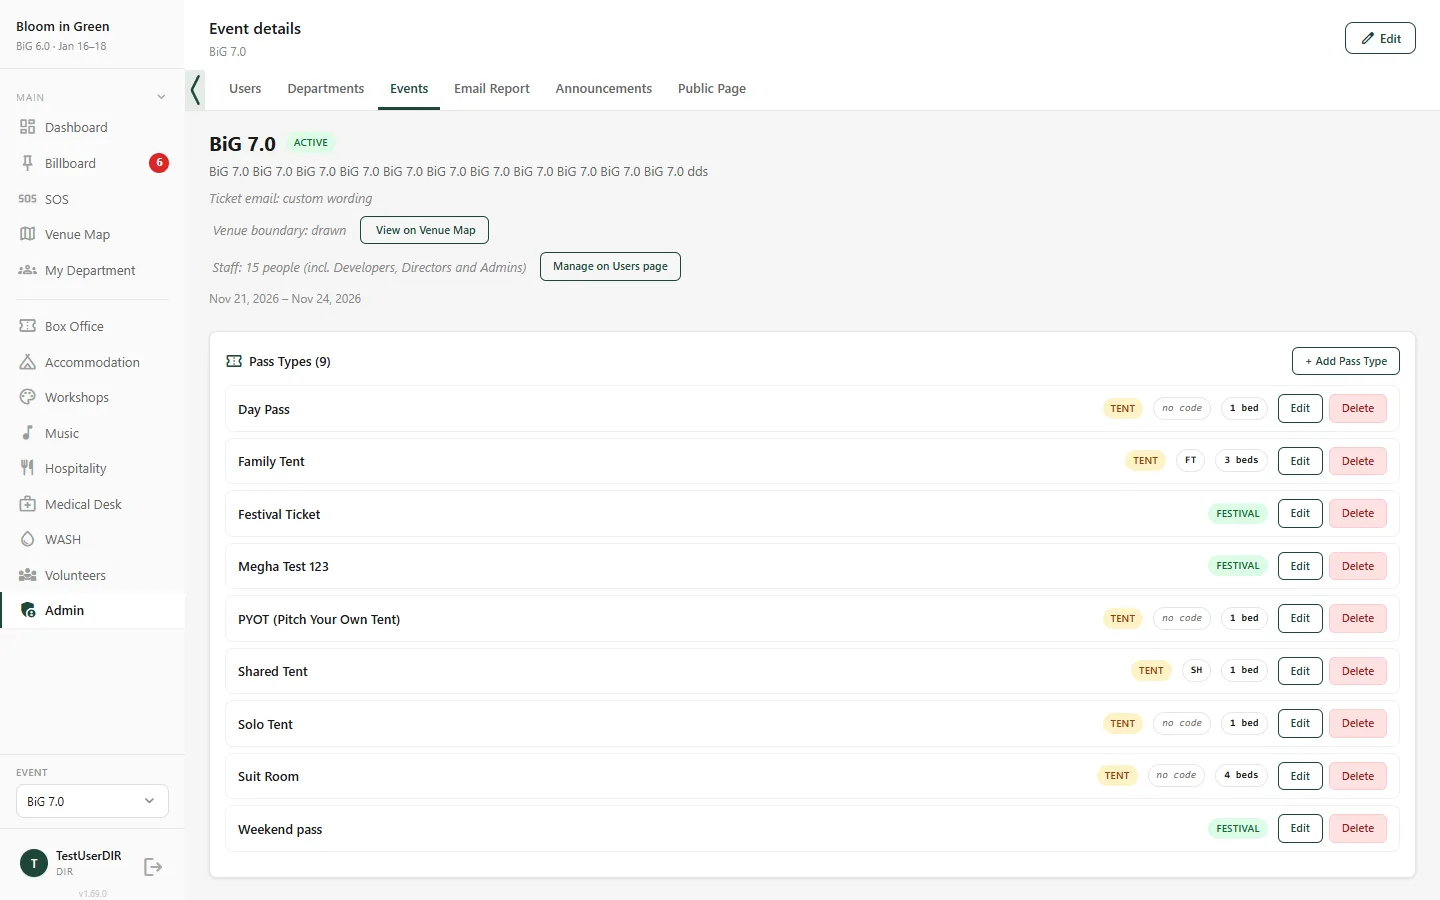 Bloom in Green
BiG 6.0 · Jan 16–18
MAIN
Dashboard
Billboard 6
SOS SOS
Venue Map
My Department
Box Office
Accommodation
Workshops
Music
Hospitality
Medical Desk
WASH
Volunteers
Admin
EVENT
BiG 7.0
T TestUserDIR
DIR
v1.69.0
Event details
BiG 7.0
Edit
Users Departments Events Email Report Announcements Public Page
BiG 7.0 ACTIVE
BiG 7.0 BiG 7.0 BiG 7.0 BiG 7.0 BiG 7.0 BiG 7.0 BiG 7.0 BiG 7.0 BiG 7.0 BiG 7.0 BiG 7.0 dds
Ticket email: custom wording
Venue boundary: drawn View on Venue Map
Staff: 15 people (incl. Developers, Directors and Admins) Manage on Users page
Nov 21, 2026 – Nov 24, 2026
Pass Types (9) + Add Pass Type
Day Pass TENT no code 1 bed Edit Delete
Family Tent TENT FT 3 beds Edit Delete
Festival Ticket FESTIVAL Edit Delete
Megha Test 123 FESTIVAL Edit Delete
PYOT (Pitch Your Own Tent) TENT no code 1 bed Edit Delete
Shared Tent TENT SH 1 bed Edit Delete
Solo Tent TENT no code 1 bed Edit Delete
Suit Room TENT no code 4 beds Edit Delete
Weekend pass FESTIVAL Edit Delete